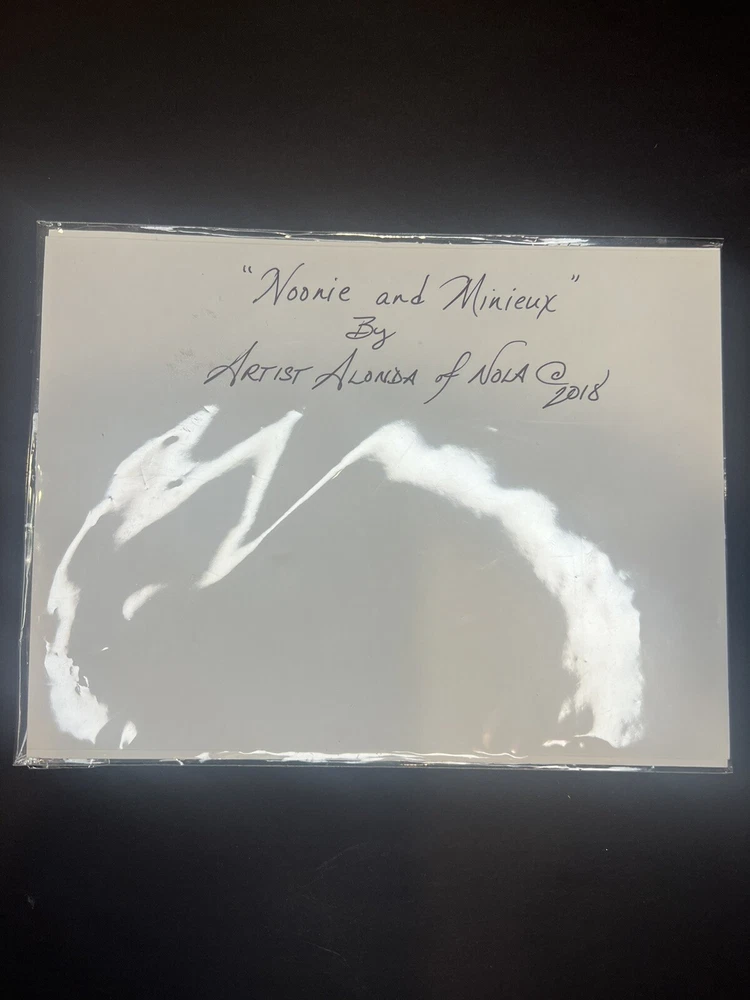 "Noonie and Minieux"
By
ARTIST ALONDA of NOLA ©
2018